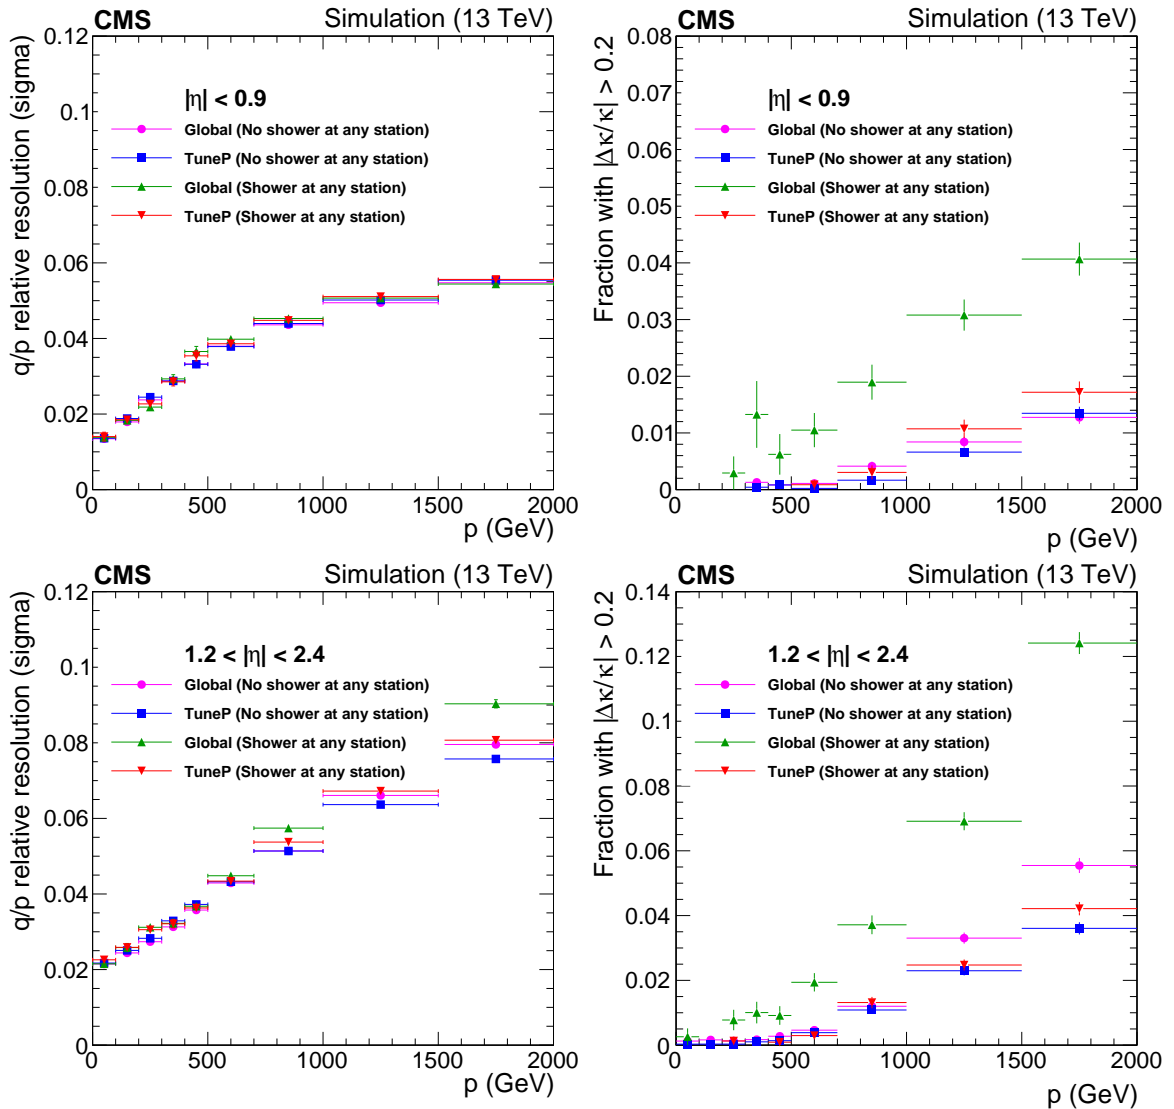 CMS Simulation (13 TeV)
q/p relative resolution (sigma)
0.12
0.1
0.08
0.06
0.04
0.02
0
|η| < 0.9
Global (No shower at any station)
TuneP (No shower at any station)
Global (Shower at any station)
TuneP (Shower at any station)
0 500 1000 1500 2000
p (GeV)
CMS Simulation (13 TeV)
Fraction with |Δκ/κ| > 0.2
0.08
0.07
0.06
0.05
0.04
0.03
0.02
0.01
0
|η| < 0.9
Global (No shower at any station)
TuneP (No shower at any station)
Global (Shower at any station)
TuneP (Shower at any station)
0 500 1000 1500 2000
p (GeV)
CMS Simulation (13 TeV)
q/p relative resolution (sigma)
0.12
0.1
0.08
0.06
0.04
0.02
0
1.2 < |η| < 2.4
Global (No shower at any station)
TuneP (No shower at any station)
Global (Shower at any station)
TuneP (Shower at any station)
0 500 1000 1500 2000
p (GeV)
CMS Simulation (13 TeV)
Fraction with |Δκ/κ| > 0.2
0.14
0.12
0.1
0.08
0.06
0.04
0.02
0
1.2 < |η| < 2.4
Global (No shower at any station)
TuneP (No shower at any station)
Global (Shower at any station)
TuneP (Shower at any station)
0 500 1000 1500 2000
p (GeV)